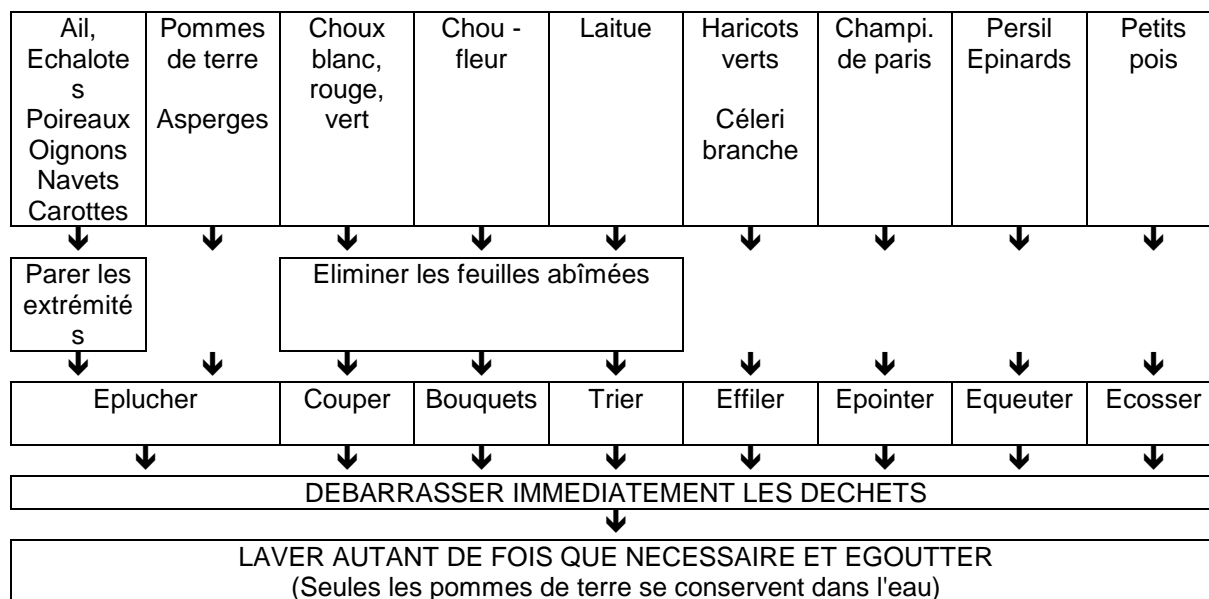 Ail,
Echalote
s
Poireaux
Oignons
Navets
Carottes
Pommes
de terre
Asperges
Choux
blanc,
rouge,
vert
Chou -
fleur
Laitue
Haricots
verts
Céleri
branche
Champi.
de paris
Persil
Epinards
Petits
pois
Parer les
extrémité
s
Eliminer les feuilles abîmées
Eplucher
Couper
Bouquets
Trier
Effiler
Epointer
Equeuter
Ecosser
DEBARRASSER IMMEDIATEMENT LES DECHETS
LAVER AUTANT DE FOIS QUE NECESSAIRE ET EGOUTTER
(Seules les pommes de terre se conservent dans l'eau)